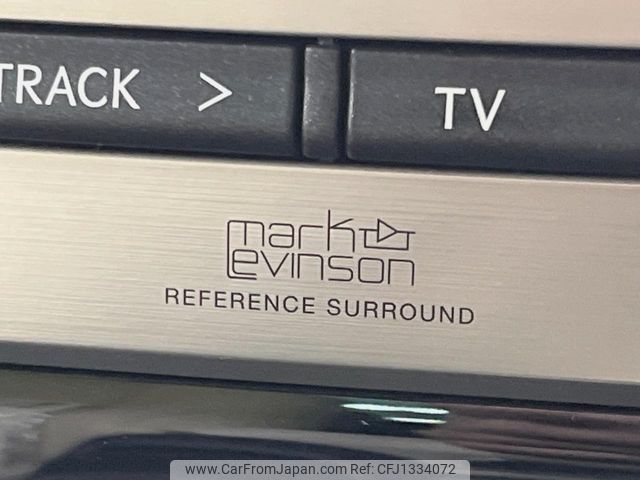 TRACK >
TV
mark
Levinson
REFERENCE SURROUND
www.CarFromJapan.com Ref:CFJ1334072